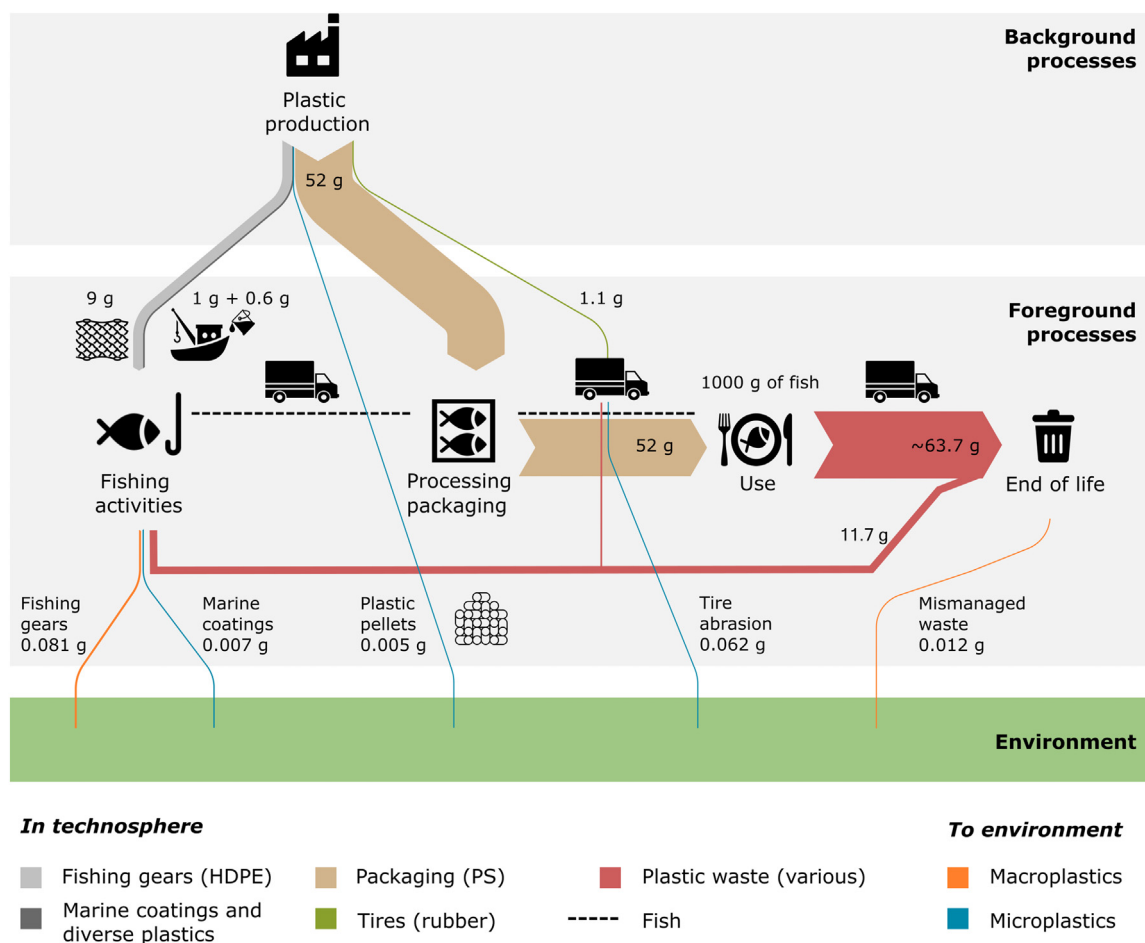 Background
processes
Plastic
production
52 g
9 g
1 g + 0.6 g
1.1 g
Foreground
processes
1000 g of fish
52 g
~63.7 g
Fishing
activities
Processing
packaging
Use
End of life
11.7 g
Fishing
gears
0.081 g
Marine
coatings
0.007 g
Plastic
pellets
0.005 g
Tire
abrasion
0.062 g
Mismanaged
waste
0.012 g
Environment
In technosphere
To environment
Fishing gears (HDPE)
Packaging (PS)
Plastic waste (various)
Macroplastics
Marine coatings and
diverse plastics
Tires (rubber)
Fish
Microplastics